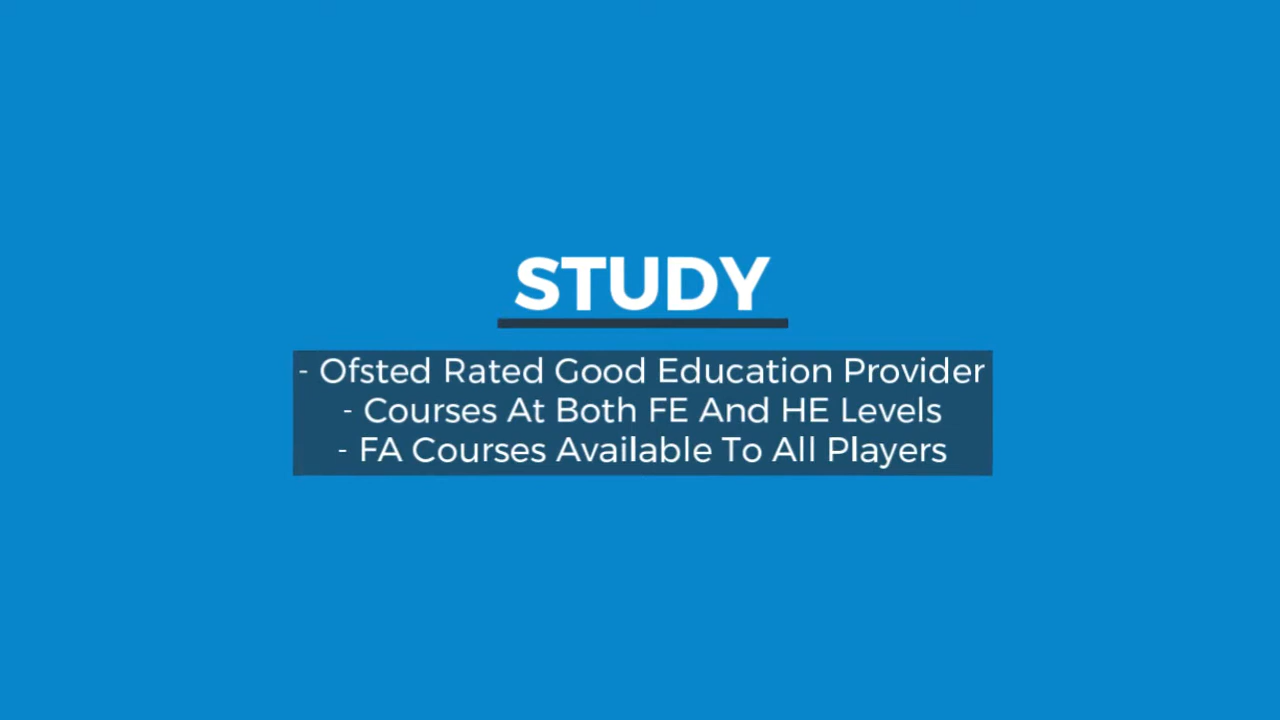 STUDY
- Ofsted Rated Good Education Provider
- Courses At Both FE And HE Levels
- FA Courses Available To All Players